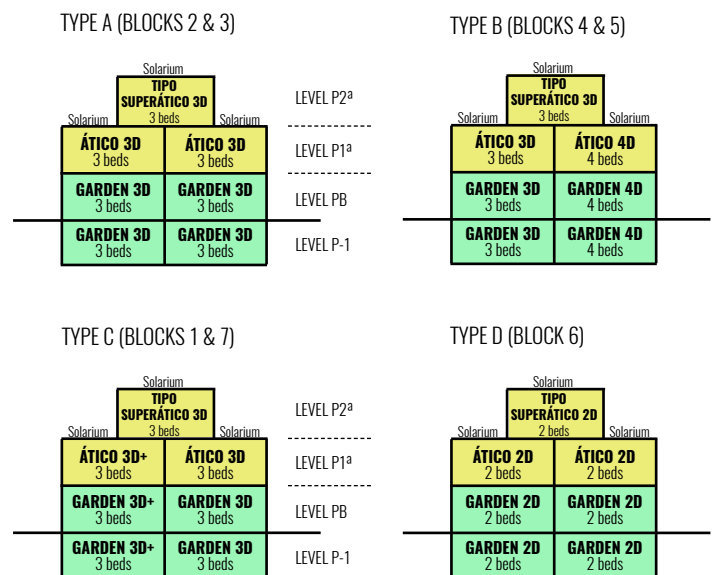 TYPE A (BLOCKS 2 & 3)
Solarium
TIPO
SUPERÁTICO 3D
3 beds
LEVEL P2ª
Solarium
Solarium
ÁTICO 3D
3 beds
ÁTICO 3D
3 beds
LEVEL P1ª
GARDEN 3D
3 beds
GARDEN 3D
3 beds
LEVEL PB
GARDEN 3D
3 beds
GARDEN 3D
3 beds
LEVEL P-1
TYPE B (BLOCKS 4 & 5)
Solarium
TIPO
SUPERÁTICO 3D
3 beds
Solarium
Solarium
ÁTICO 3D
3 beds
ÁTICO 4D
4 beds
GARDEN 3D
3 beds
GARDEN 4D
4 beds
GARDEN 3D
3 beds
GARDEN 4D
4 beds
TYPE C (BLOCKS 1 & 7)
Solarium
TIPO
SUPERÁTICO 3D
3 beds
LEVEL P2ª
Solarium
Solarium
ÁTICO 3D+
3 beds
ÁTICO 3D
3 beds
LEVEL P1ª
GARDEN 3D+
3 beds
GARDEN 3D
3 beds
LEVEL PB
GARDEN 3D+
3 beds
GARDEN 3D
3 beds
LEVEL P-1
TYPE D (BLOCK 6)
Solarium
TIPO
SUPERÁTICO 2D
2 beds
Solarium
Solarium
ÁTICO 2D
2 beds
ÁTICO 2D
2 beds
GARDEN 2D
2 beds
GARDEN 2D
2 beds
GARDEN 2D
2 beds
GARDEN 2D
2 beds